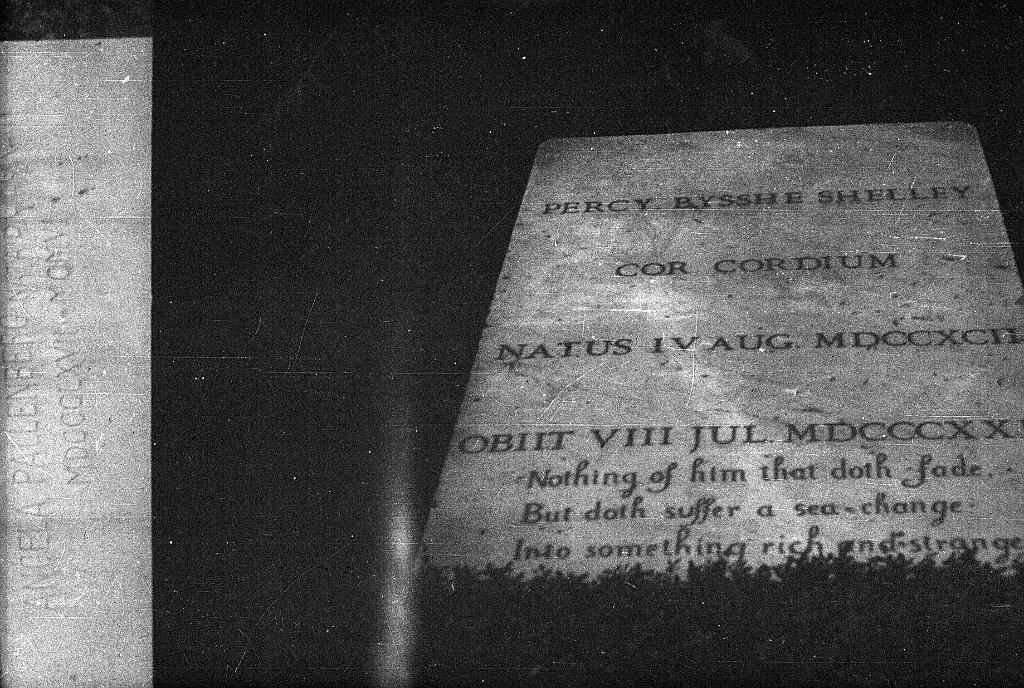 PERCY BYSSHE SHELLEY
COR CORDIUM
NATUS IV AUG. MDCCXCII
OBIIT VIII JUL. MDCCCXX
Nothing of him that doth fade..
But doth suffer a sea-change
Into something rich and strange